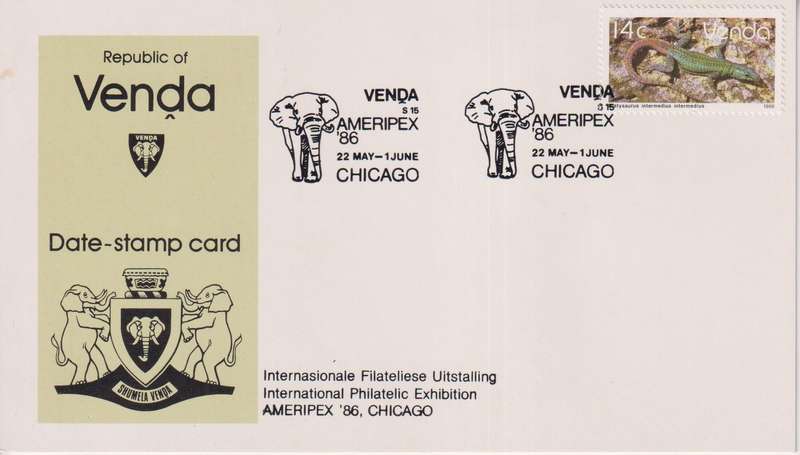 Republic of
Venḓa
VENDA
Date-stamp card
SHUMELA VENḒA
VENDA
S 15
AMERIPEX
'86
22 MAY–1 JUNE
CHICAGO
VENDA
S 15
AMERIPEX
'86
22 MAY–1 JUNE
CHICAGO
14c Venda
intermedius intermedius
1986
Internasionale Filateliese Uitstalling
International Philatelic Exhibition
AMERIPEX '86, CHICAGO